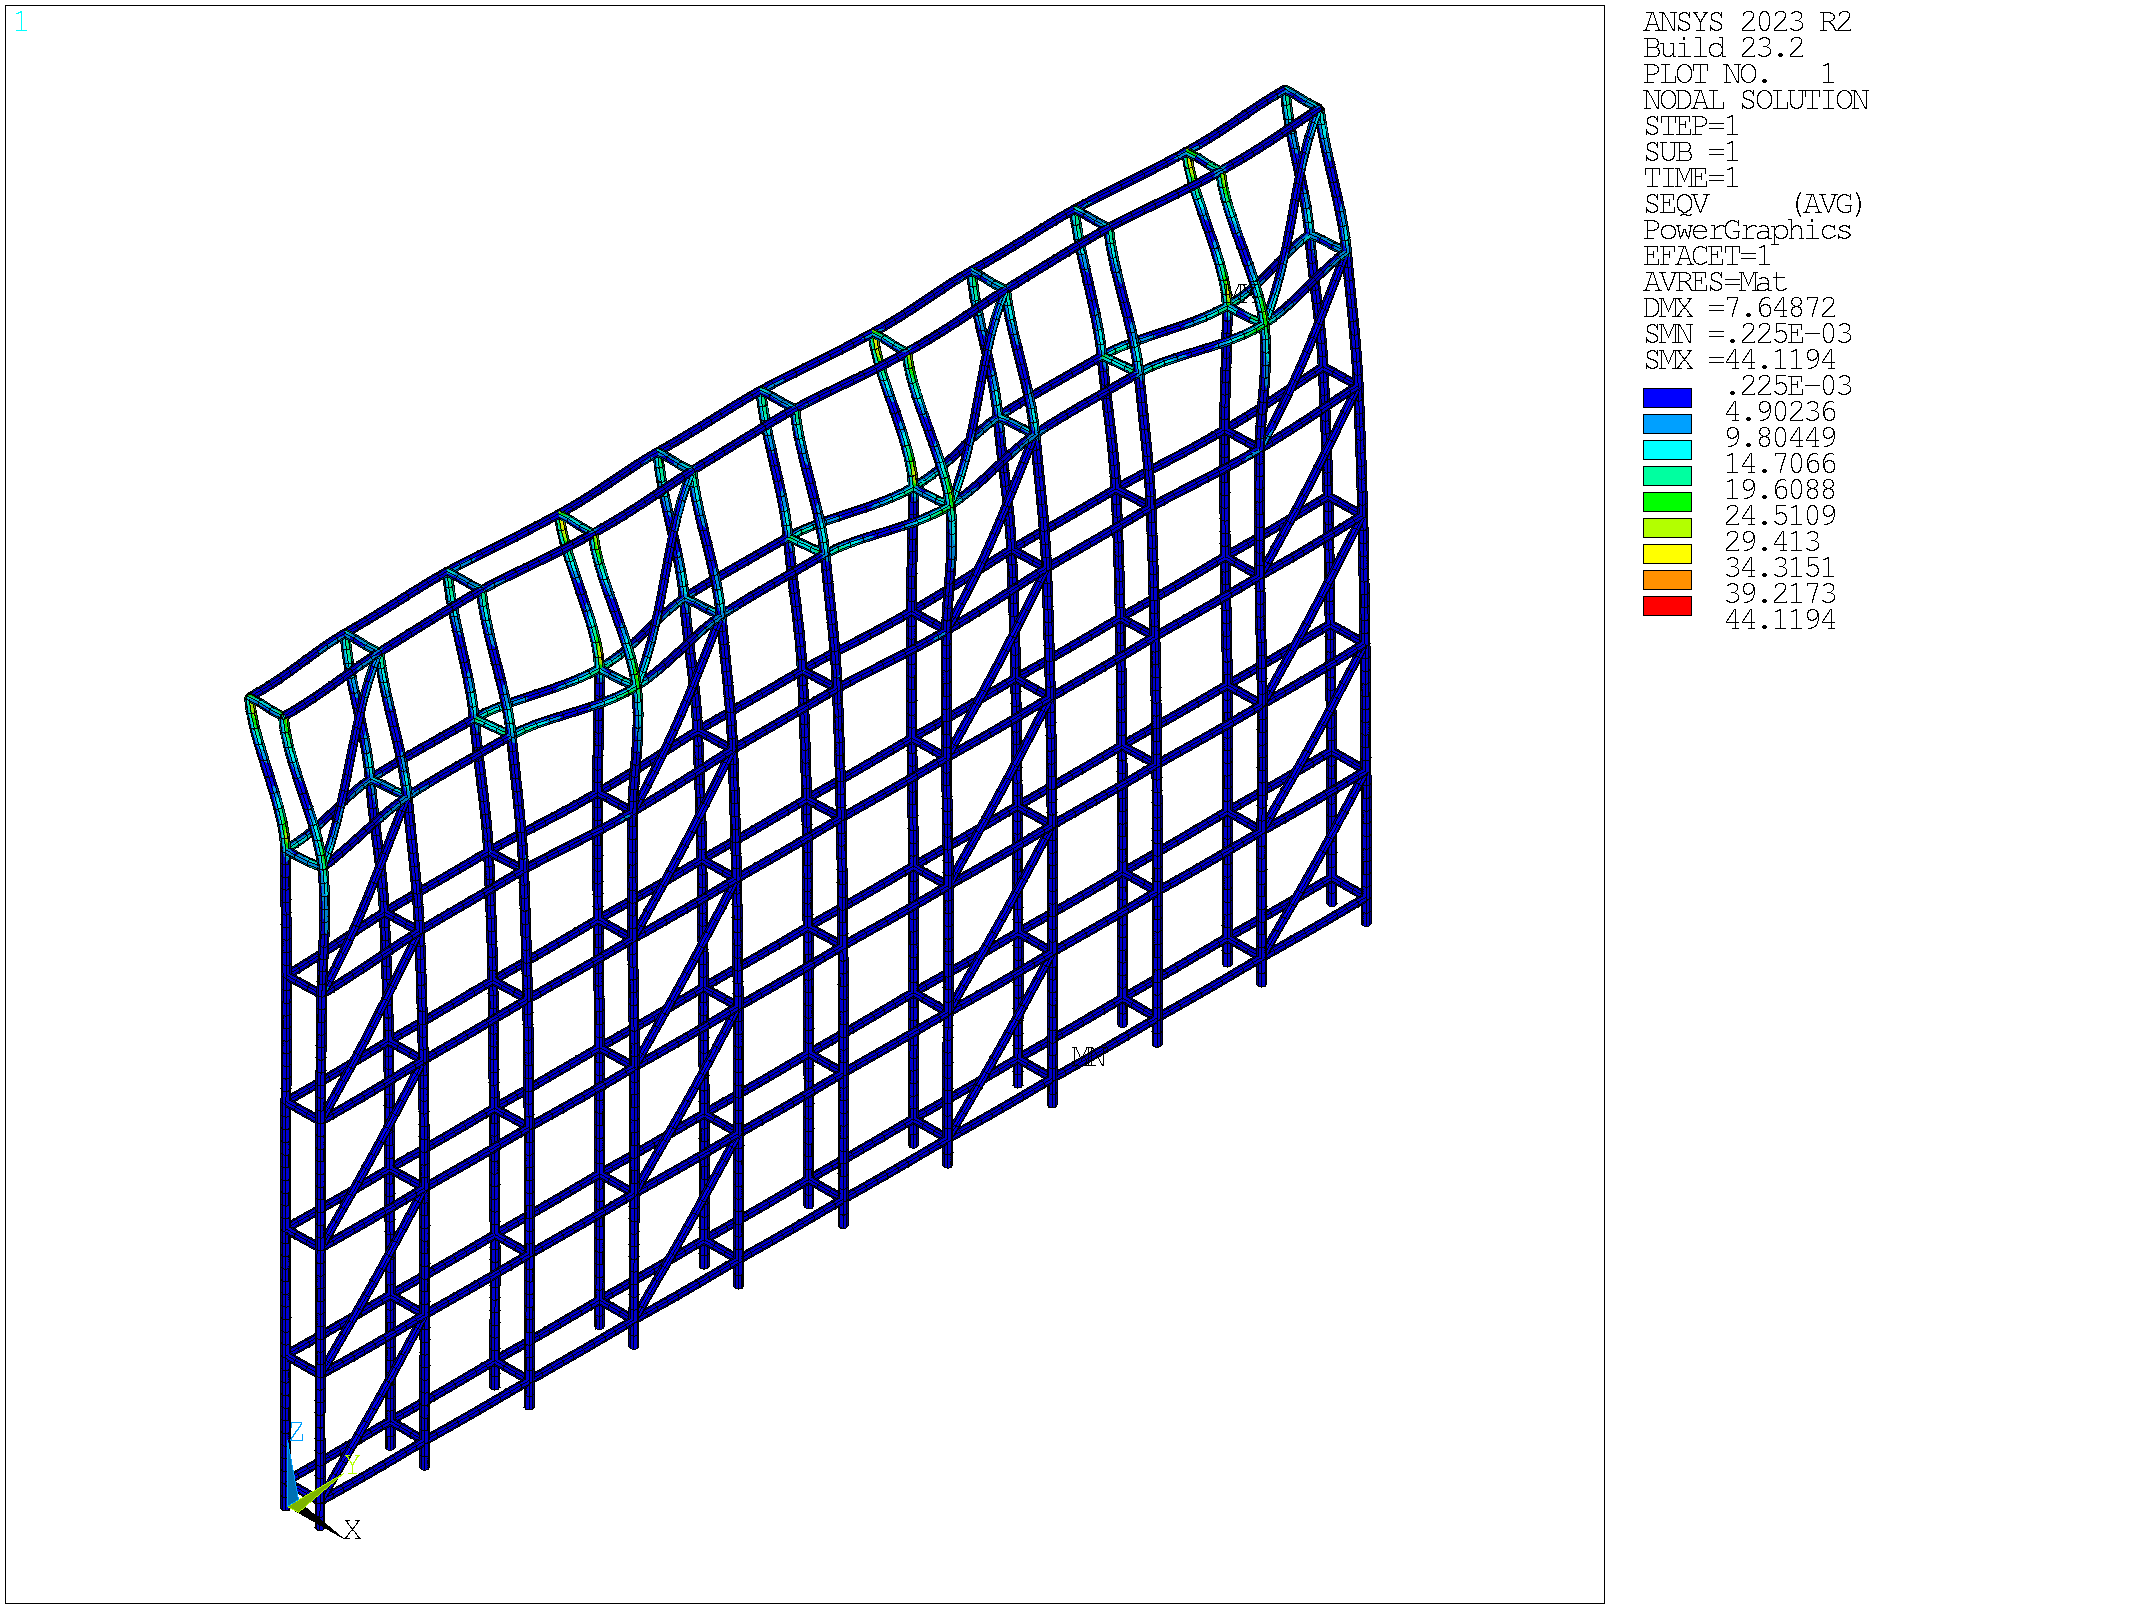 1
ANSYS 2023 R2
Build 23.2
PLOT NO.   1
NODAL SOLUTION
STEP=1
SUB =1
TIME=1
SEQV     (AVG)
PowerGraphics
EFACET=1
AVRES=Mat
DMX =7.64872
SMN =.225E-03
SMX =44.1194
.225E-03
4.90236
9.80449
14.7066
19.6088
24.5109
29.413
34.3151
39.2173
44.1194
MX
MN
Z
Y
X